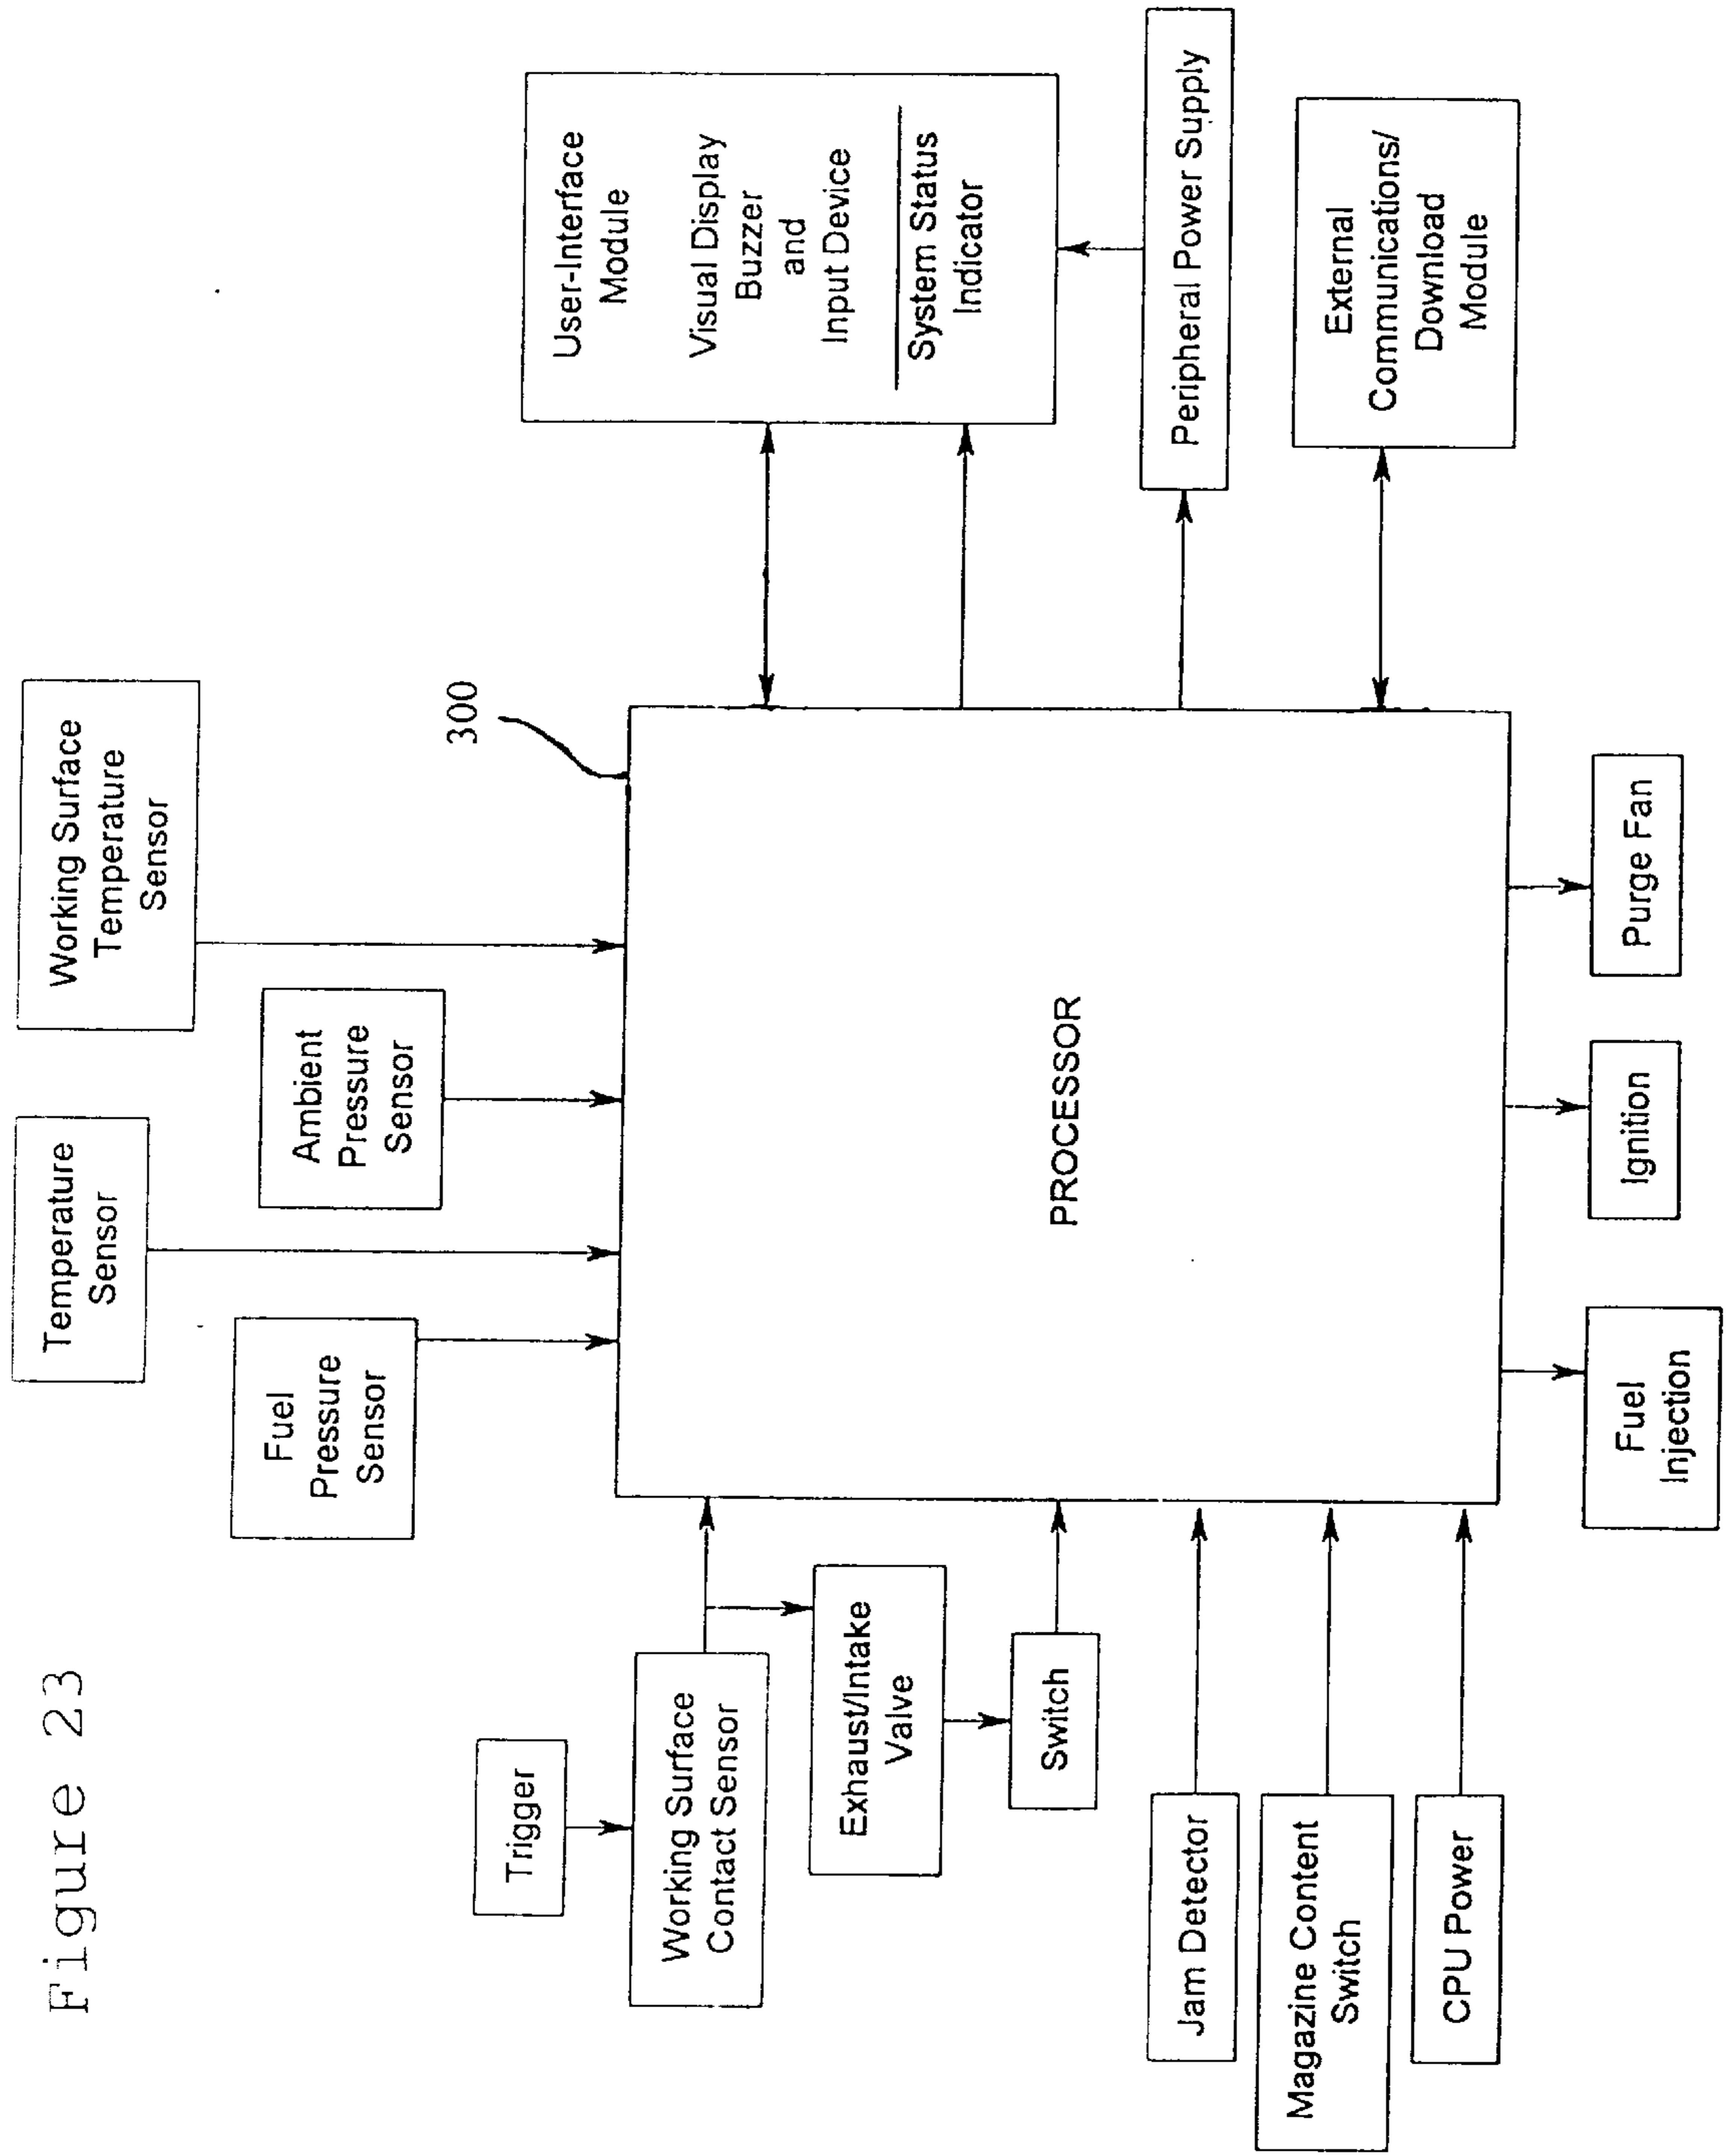 Figure 23
Working Surface
Temperature
Sensor
Temperature
Sensor
Ambient
Pressure
Sensor
Fuel
Pressure
Sensor
300
Trigger
Working Surface
Contact Sensor
Exhaust/Intake
Valve
Switch
Jam Detector
Magazine Content
Switch
CPU Power
PROCESSOR
User-Interface
Module
Visual Display
Buzzer
and
Input Device
System Status
Indicator
Peripheral Power Supply
External
Communications/
Download
Module
Fuel
Injection
Ignition
Purge Fan